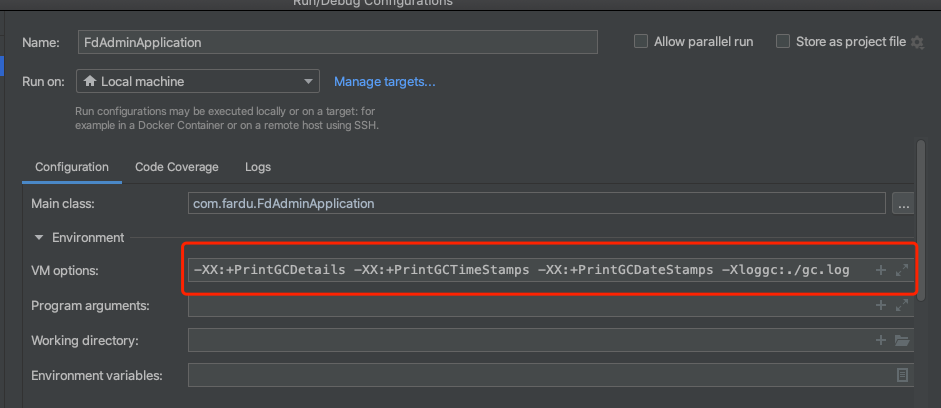 Run/Debug Configurations
Name: FdAdminApplication Allow parallel run Store as project file
Run on: Local machine Manage targets...
Run configurations may be executed locally or on a target: for
example in a Docker Container or on a remote host using SSH.
Configuration Code Coverage Logs
Main class: com.fardu.FdAdminApplication ...
Environment
VM options: -XX:+PrintGCDetails -XX:+PrintGCTimeStamps -XX:+PrintGCDateStamps -Xloggc:./gc.log
Program arguments:
Working directory:
Environment variables: